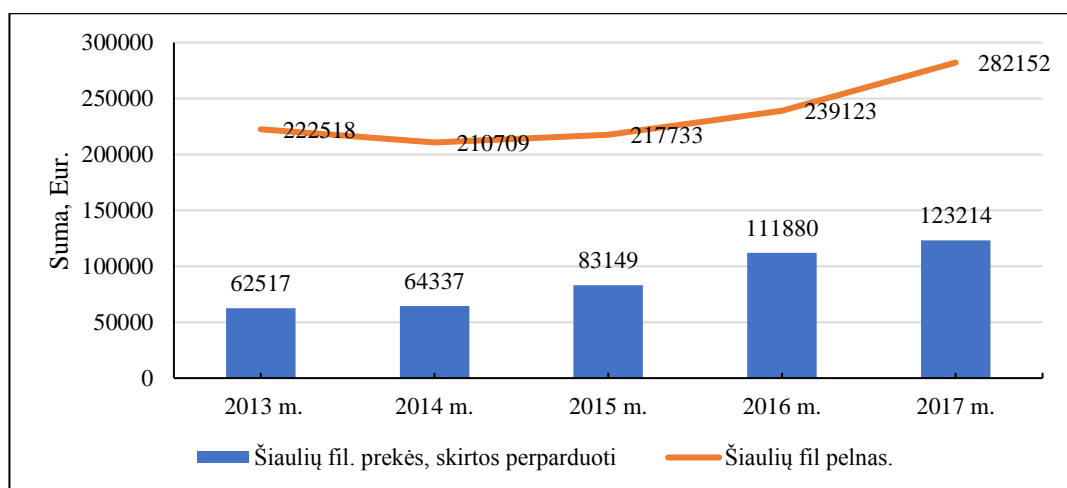 300000
250000
200000
150000
100000
50000
0
Suma, Eur.
222518
210709
217733
239123
282152
62517
64337
83149
111880
123214
2013 m.
2014 m.
2015 m.
2016 m.
2017 m.
Šiaulių fil. prekės, skirtos perparduoti
Šiaulių fil pelnas.